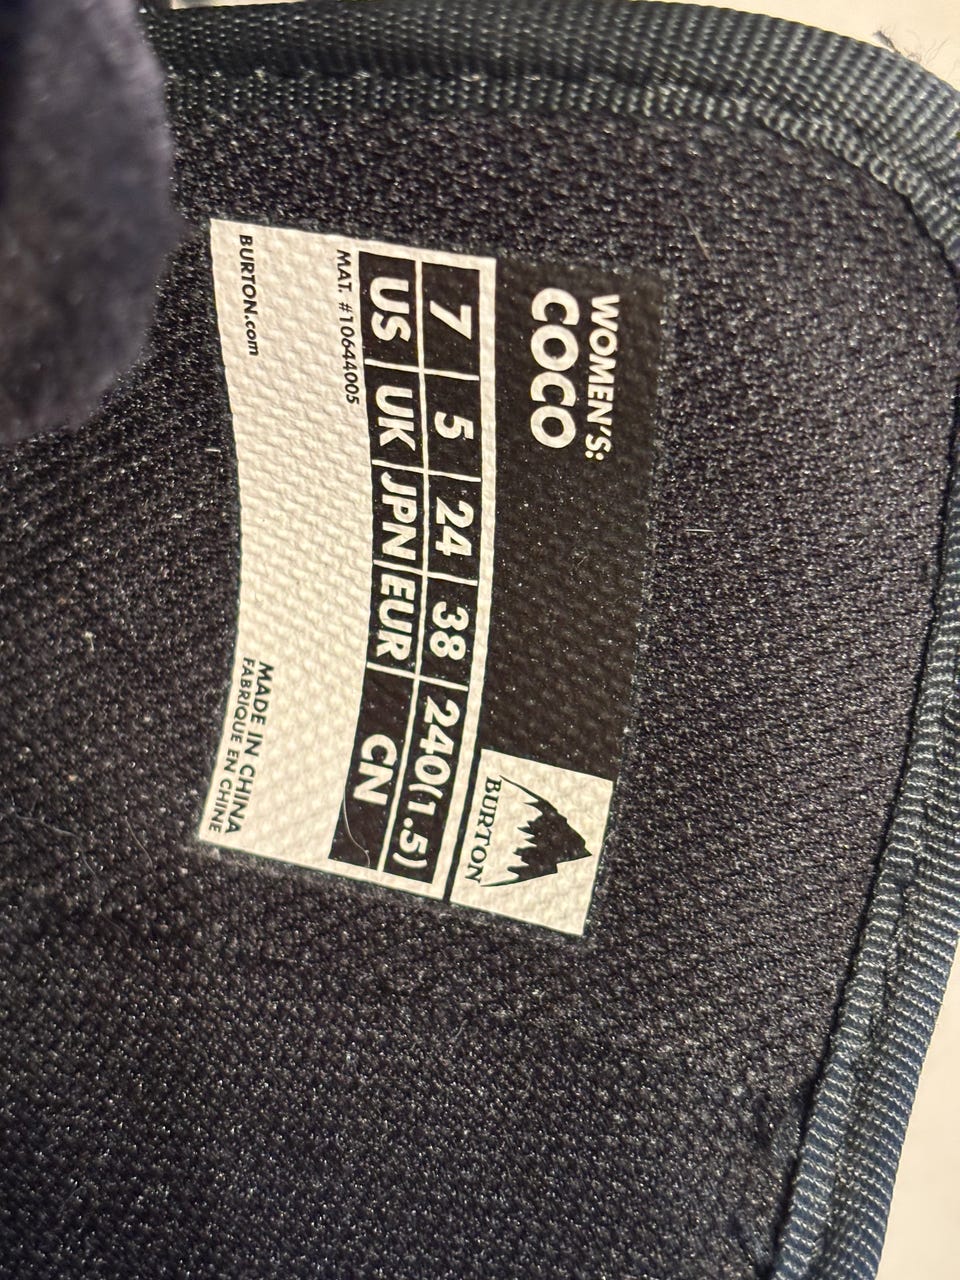 WOMEN'S:
COCO
BURTON
7 5 24 38 240(1.5)
US UK JPN EUR CN
MAT. #10644005
MADE IN CHINA
FABRIQUE EN CHINE
BURTON.com